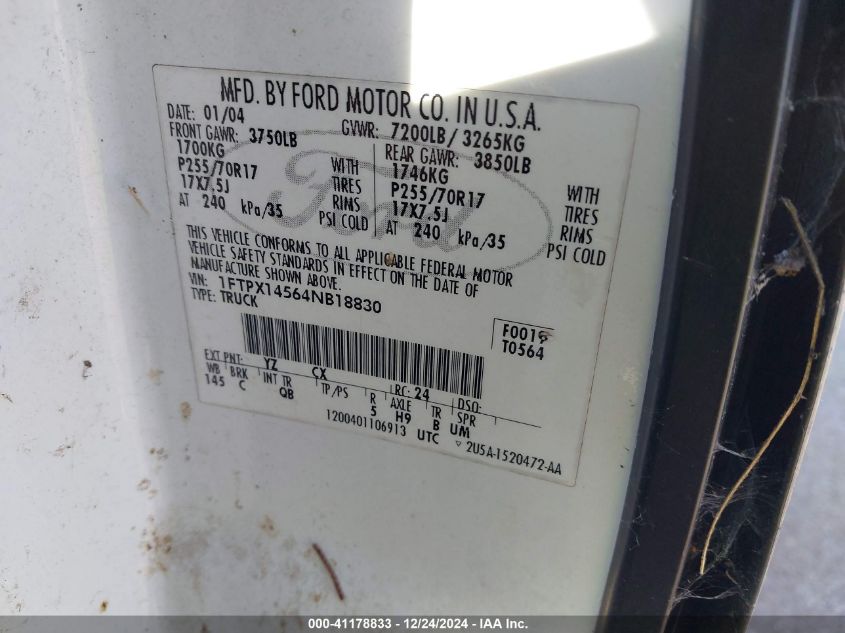 MFD. BY FORD MOTOR CO. IN U.S.A.
DATE: 01/04 GVWR: 7200LB / 3265KG
FRONT GAWR: 3750LB REAR GAWR: 3850LB
1700KG WITH 1746KG WITH
P255/70R17 TIRES P255/70R17 TIRES
17X7.5J RIMS 17X7.5J RIMS
AT 240 kPa/35 PSI COLD AT 240 kPa/35 PSI COLD
Ford
THIS VEHICLE CONFORMS TO ALL APPLICABLE FEDERAL MOTOR
VEHICLE SAFETY STANDARDS IN EFFECT ON THE DATE OF
MANUFACTURE SHOWN ABOVE.
VIN: 1FTPX14564NB18830
TYPE: TRUCK
F0016
T0564
EXT PNT: YZ CX RC: 24 DSO:
WB BRK INT TR TP/PS R AXLE TR SPR
145 C QB 5 H9 B UM
1200401106913 UTC ▽ 2U5A-1520472-AA
000-41178833 - 12/24/2024 - IAA Inc.